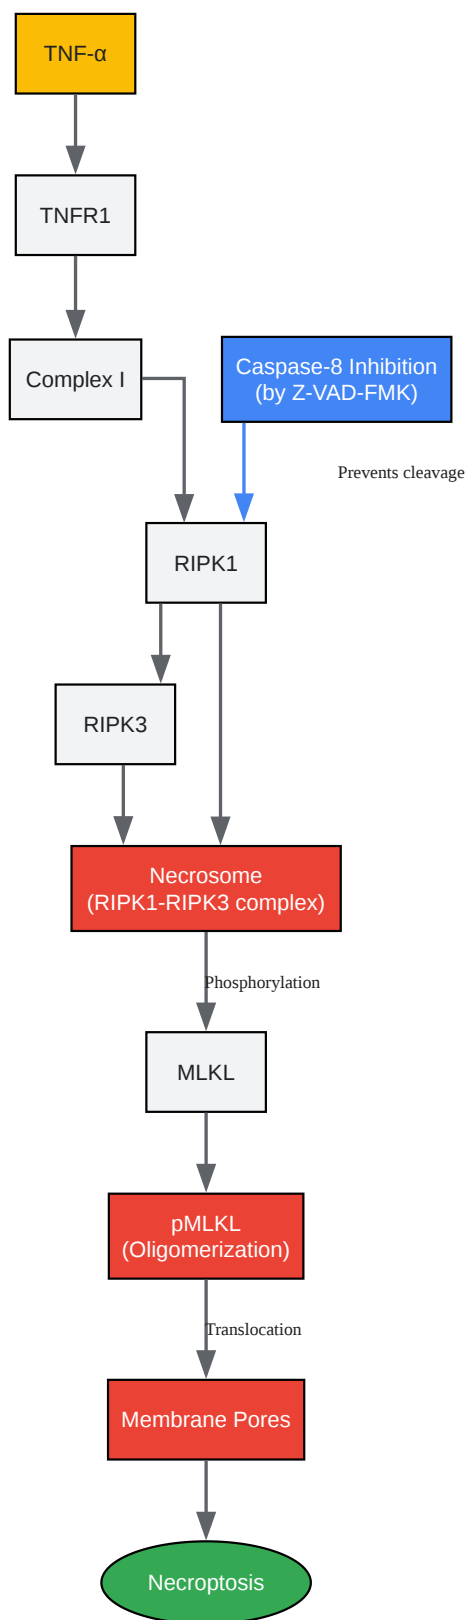 TNF-α
TNFR1
Complex I
Caspase-8 Inhibition
(by Z-VAD-FMK)
Prevents cleavage
RIPK1
RIPK3
Necrosome
(RIPK1-RIPK3 complex)
Phosphorylation
MLKL
pMLKL
(Oligomerization)
Translocation
Membrane Pores
Necroptosis